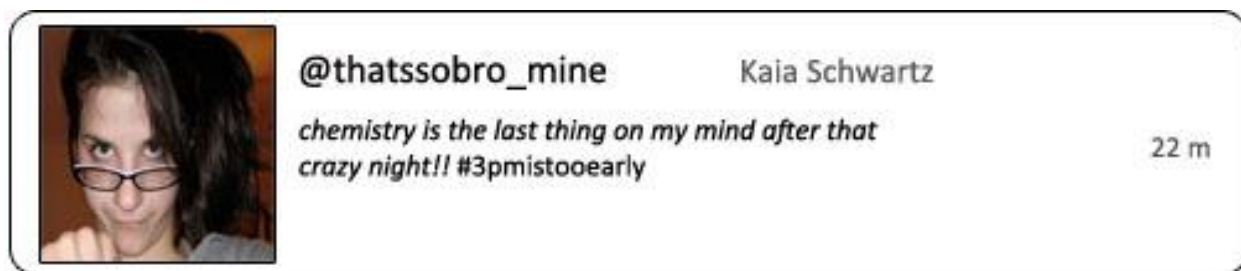 @thatssobro_mine Kaia Schwartz
chemistry is the last thing on my mind after that
crazy night!! #3pmistooearly
22 m